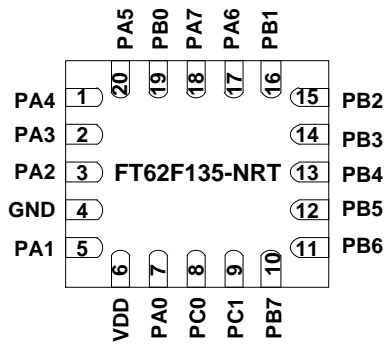 PA5 PB0 PA7 PA6 PB1
20 19 18 17 16
PA4 1 15 PB2
PA3 2 14 PB3
PA2 3 FT62F135-NRT 13 PB4
GND 4 12 PB5
PA1 5 11 PB6
6 7 8 9 10
VDD PA0 PC0 PC1 PB7